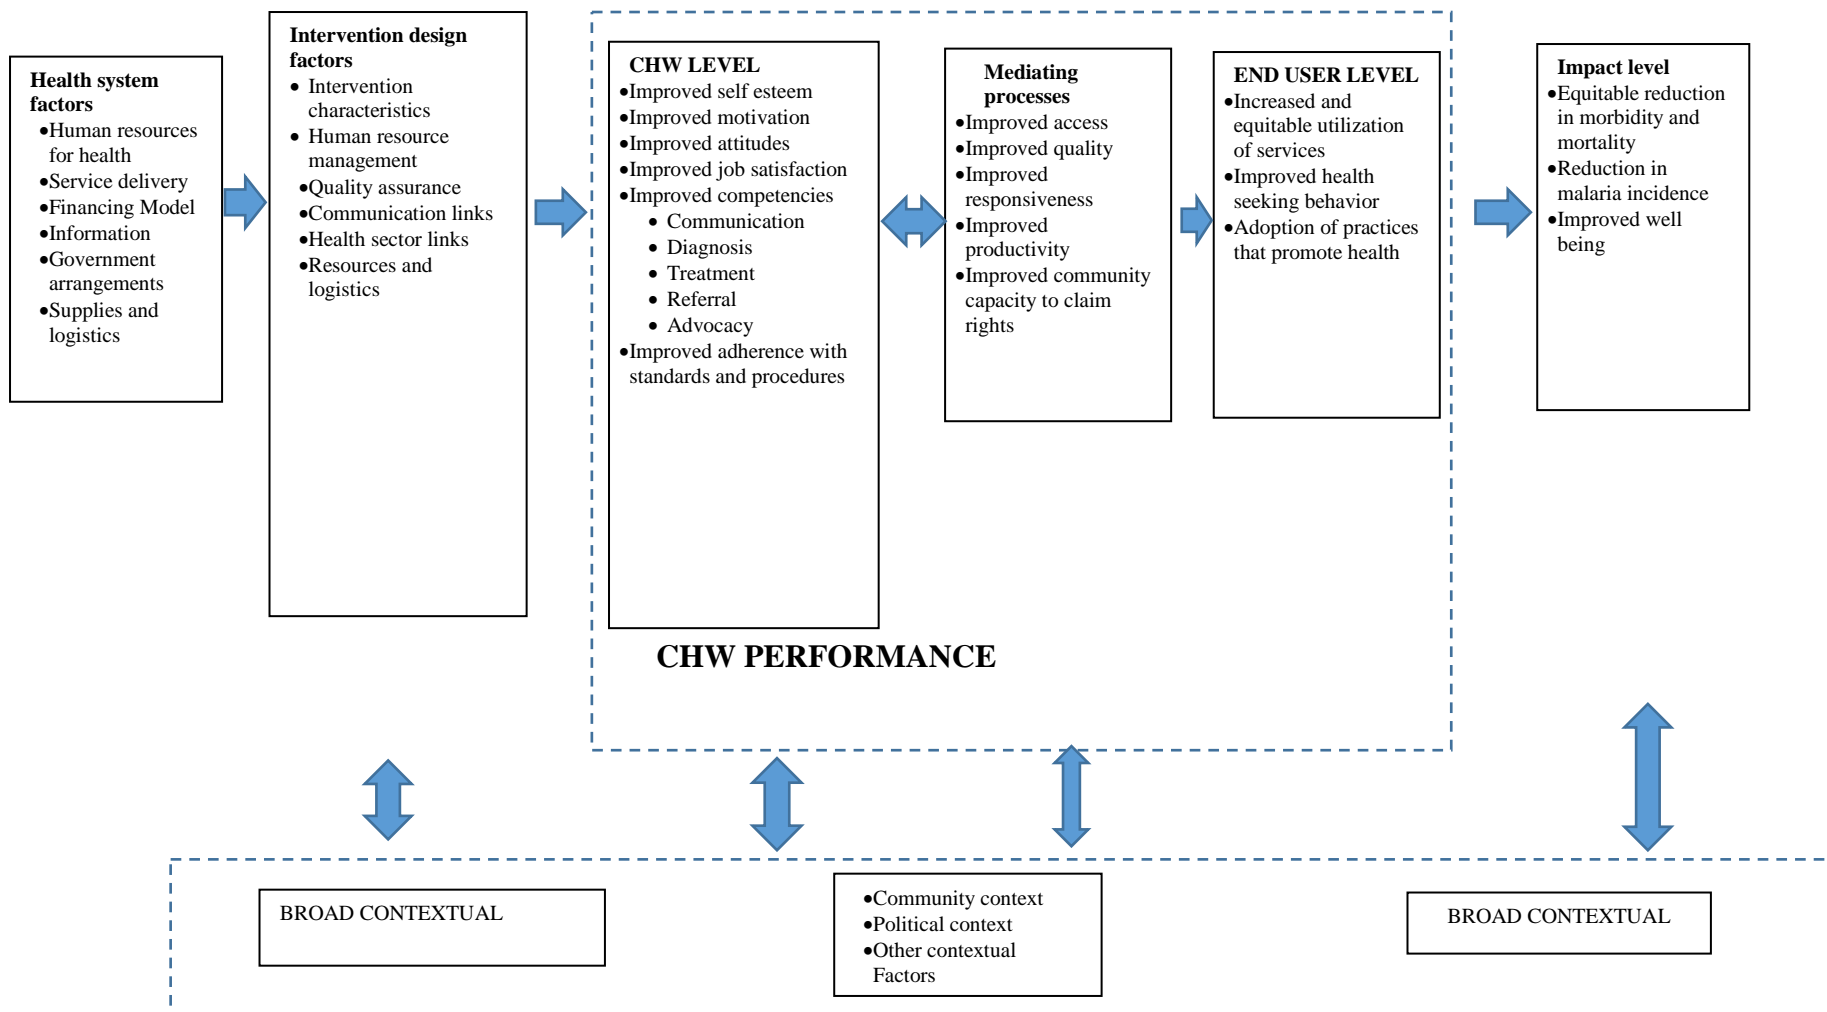 Health system
factors
•Human resources
for health
•Service delivery
•Financing Model
•Information
•Government
arrangements
•Supplies and
logistics
Intervention design
factors
• Intervention
characteristics
• Human resource
management
•Quality assurance
•Communication links
•Health sector links
•Resources and
logistics
CHW LEVEL
•Improved self esteem
•Improved motivation
•Improved attitudes
•Improved job satisfaction
•Improved competencies
• Communication
• Diagnosis
• Treatment
• Referral
• Advocacy
•Improved adherence with
standards and procedures
Mediating
processes
•Improved access
•Improved quality
•Improved
responsiveness
•Improved
productivity
•Improved community
capacity to claim
rights
END USER LEVEL
•Increased and
equitable utilization
of services
•Improved health
seeking behavior
•Adoption of practices
that promote health
Impact level
•Equitable reduction
in morbidity and
mortality
•Reduction in
malaria incidence
•Improved well
being
CHW PERFORMANCE
BROAD CONTEXTUAL
•Community context
•Political context
•Other contextual
Factors
BROAD CONTEXTUAL